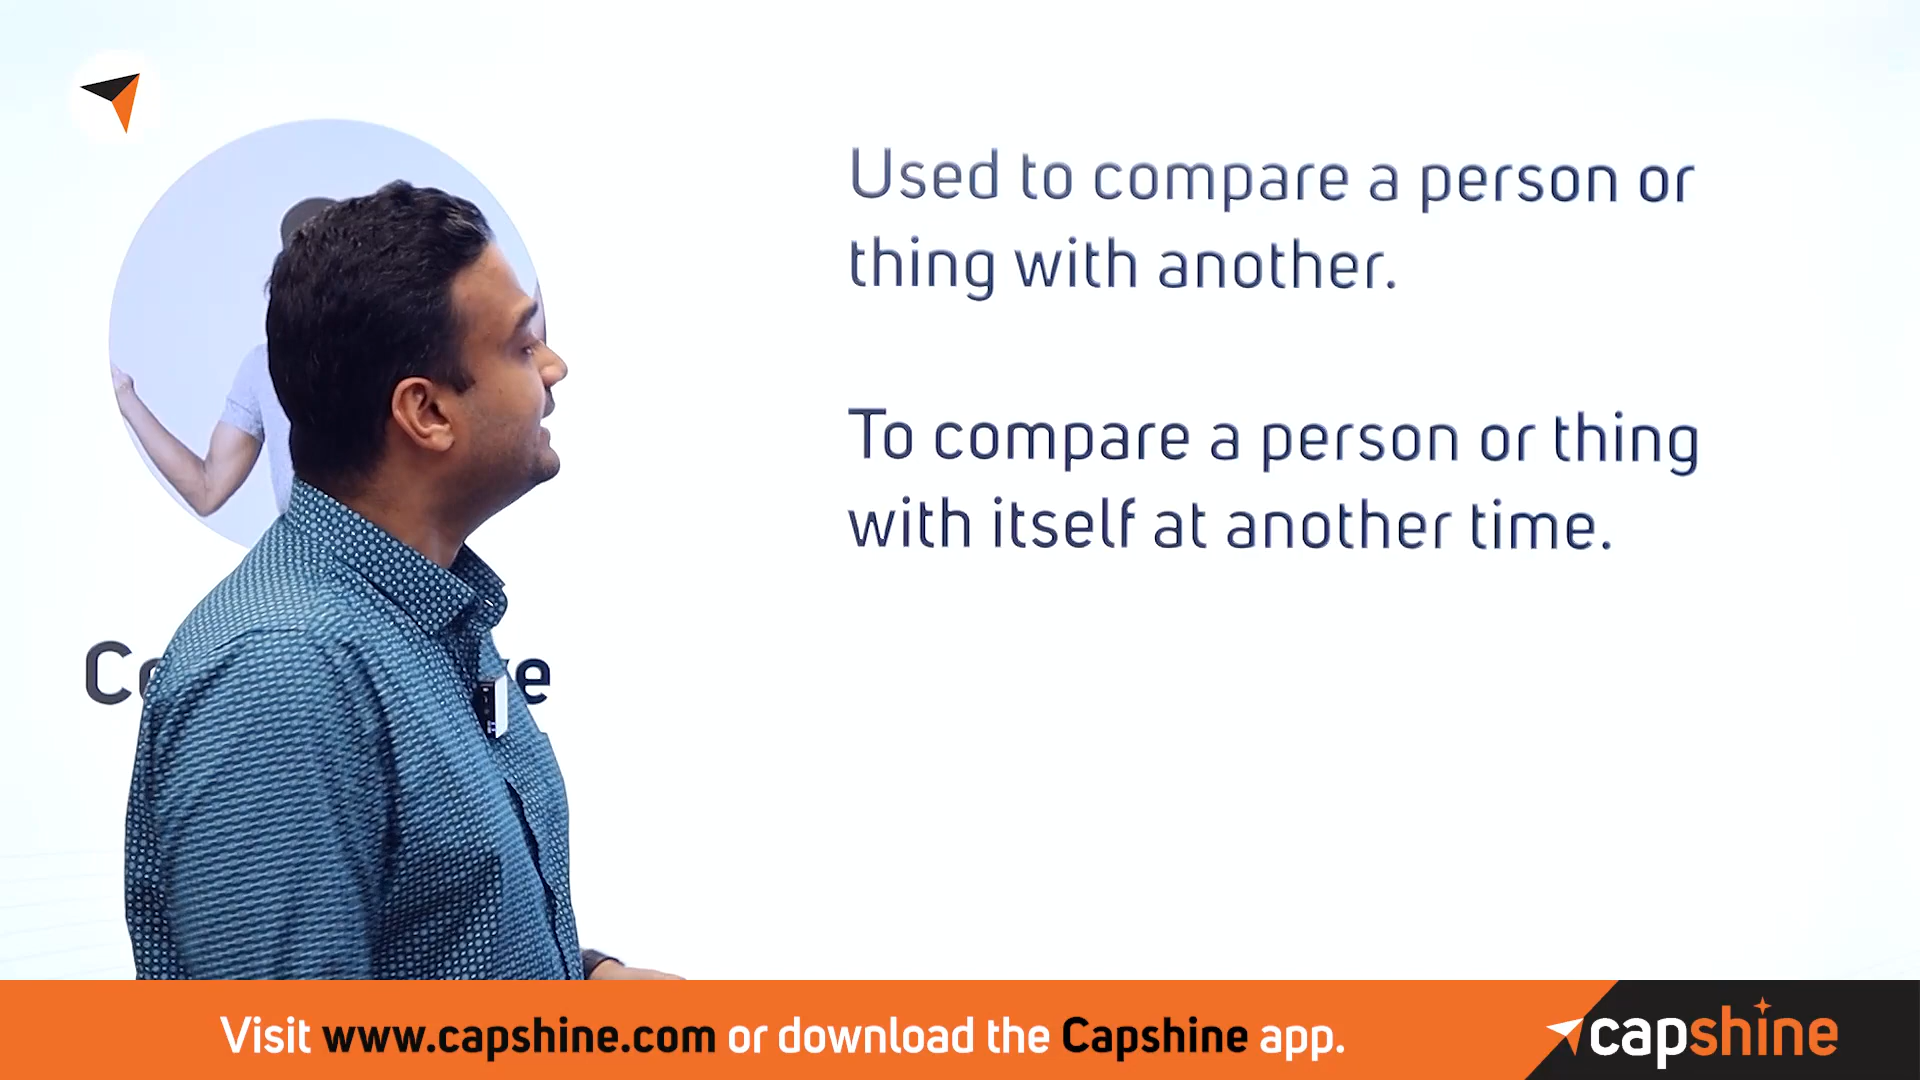 Used to compare a person or
thing with another.
To compare a person or thing
with itself at another time.
Visit www.capshine.com or download the Capshine app.
capshine